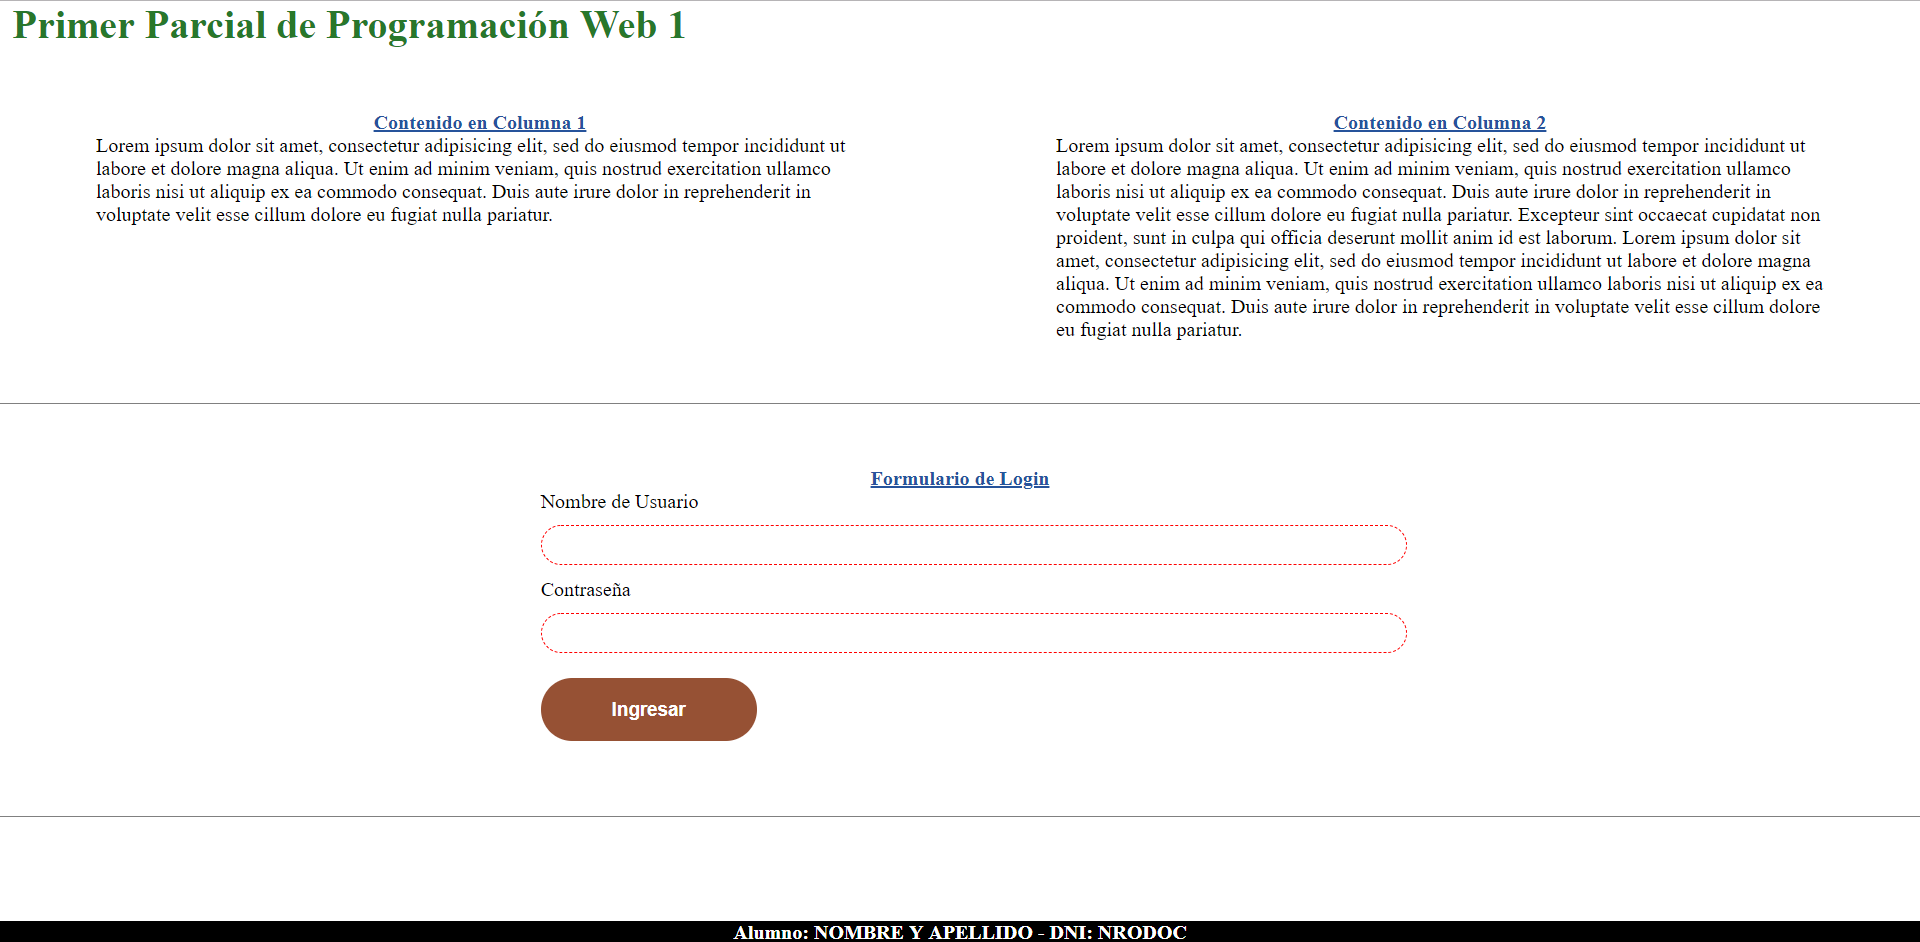 Primer Parcial de Programación Web 1
Contenido en Columna 1
Lorem ipsum dolor sit amet, consectetur adipisicing elit, sed do eiusmod tempor incididunt ut
labore et dolore magna aliqua. Ut enim ad minim veniam, quis nostrud exercitation ullamco
laboris nisi ut aliquip ex ea commodo consequat. Duis aute irure dolor in reprehenderit in
voluptate velit esse cillum dolore eu fugiat nulla pariatur.
Contenido en Columna 2
Lorem ipsum dolor sit amet, consectetur adipisicing elit, sed do eiusmod tempor incididunt ut
labore et dolore magna aliqua. Ut enim ad minim veniam, quis nostrud exercitation ullamco
laboris nisi ut aliquip ex ea commodo consequat. Duis aute irure dolor in reprehenderit in
voluptate velit esse cillum dolore eu fugiat nulla pariatur. Excepteur sint occaecat cupidatat non
proident, sunt in culpa qui officia deserunt mollit anim id est laborum. Lorem ipsum dolor sit
amet, consectetur adipisicing elit, sed do eiusmod tempor incididunt ut labore et dolore magna
aliqua. Ut enim ad minim veniam, quis nostrud exercitation ullamco laboris nisi ut aliquip ex ea
commodo consequat. Duis aute irure dolor in reprehenderit in voluptate velit esse cillum dolore
eu fugiat nulla pariatur.
Formulario de Login
Nombre de Usuario
Contraseña
Ingresar
Alumno: NOMBRE Y APELLIDO - DNI: NRODOC